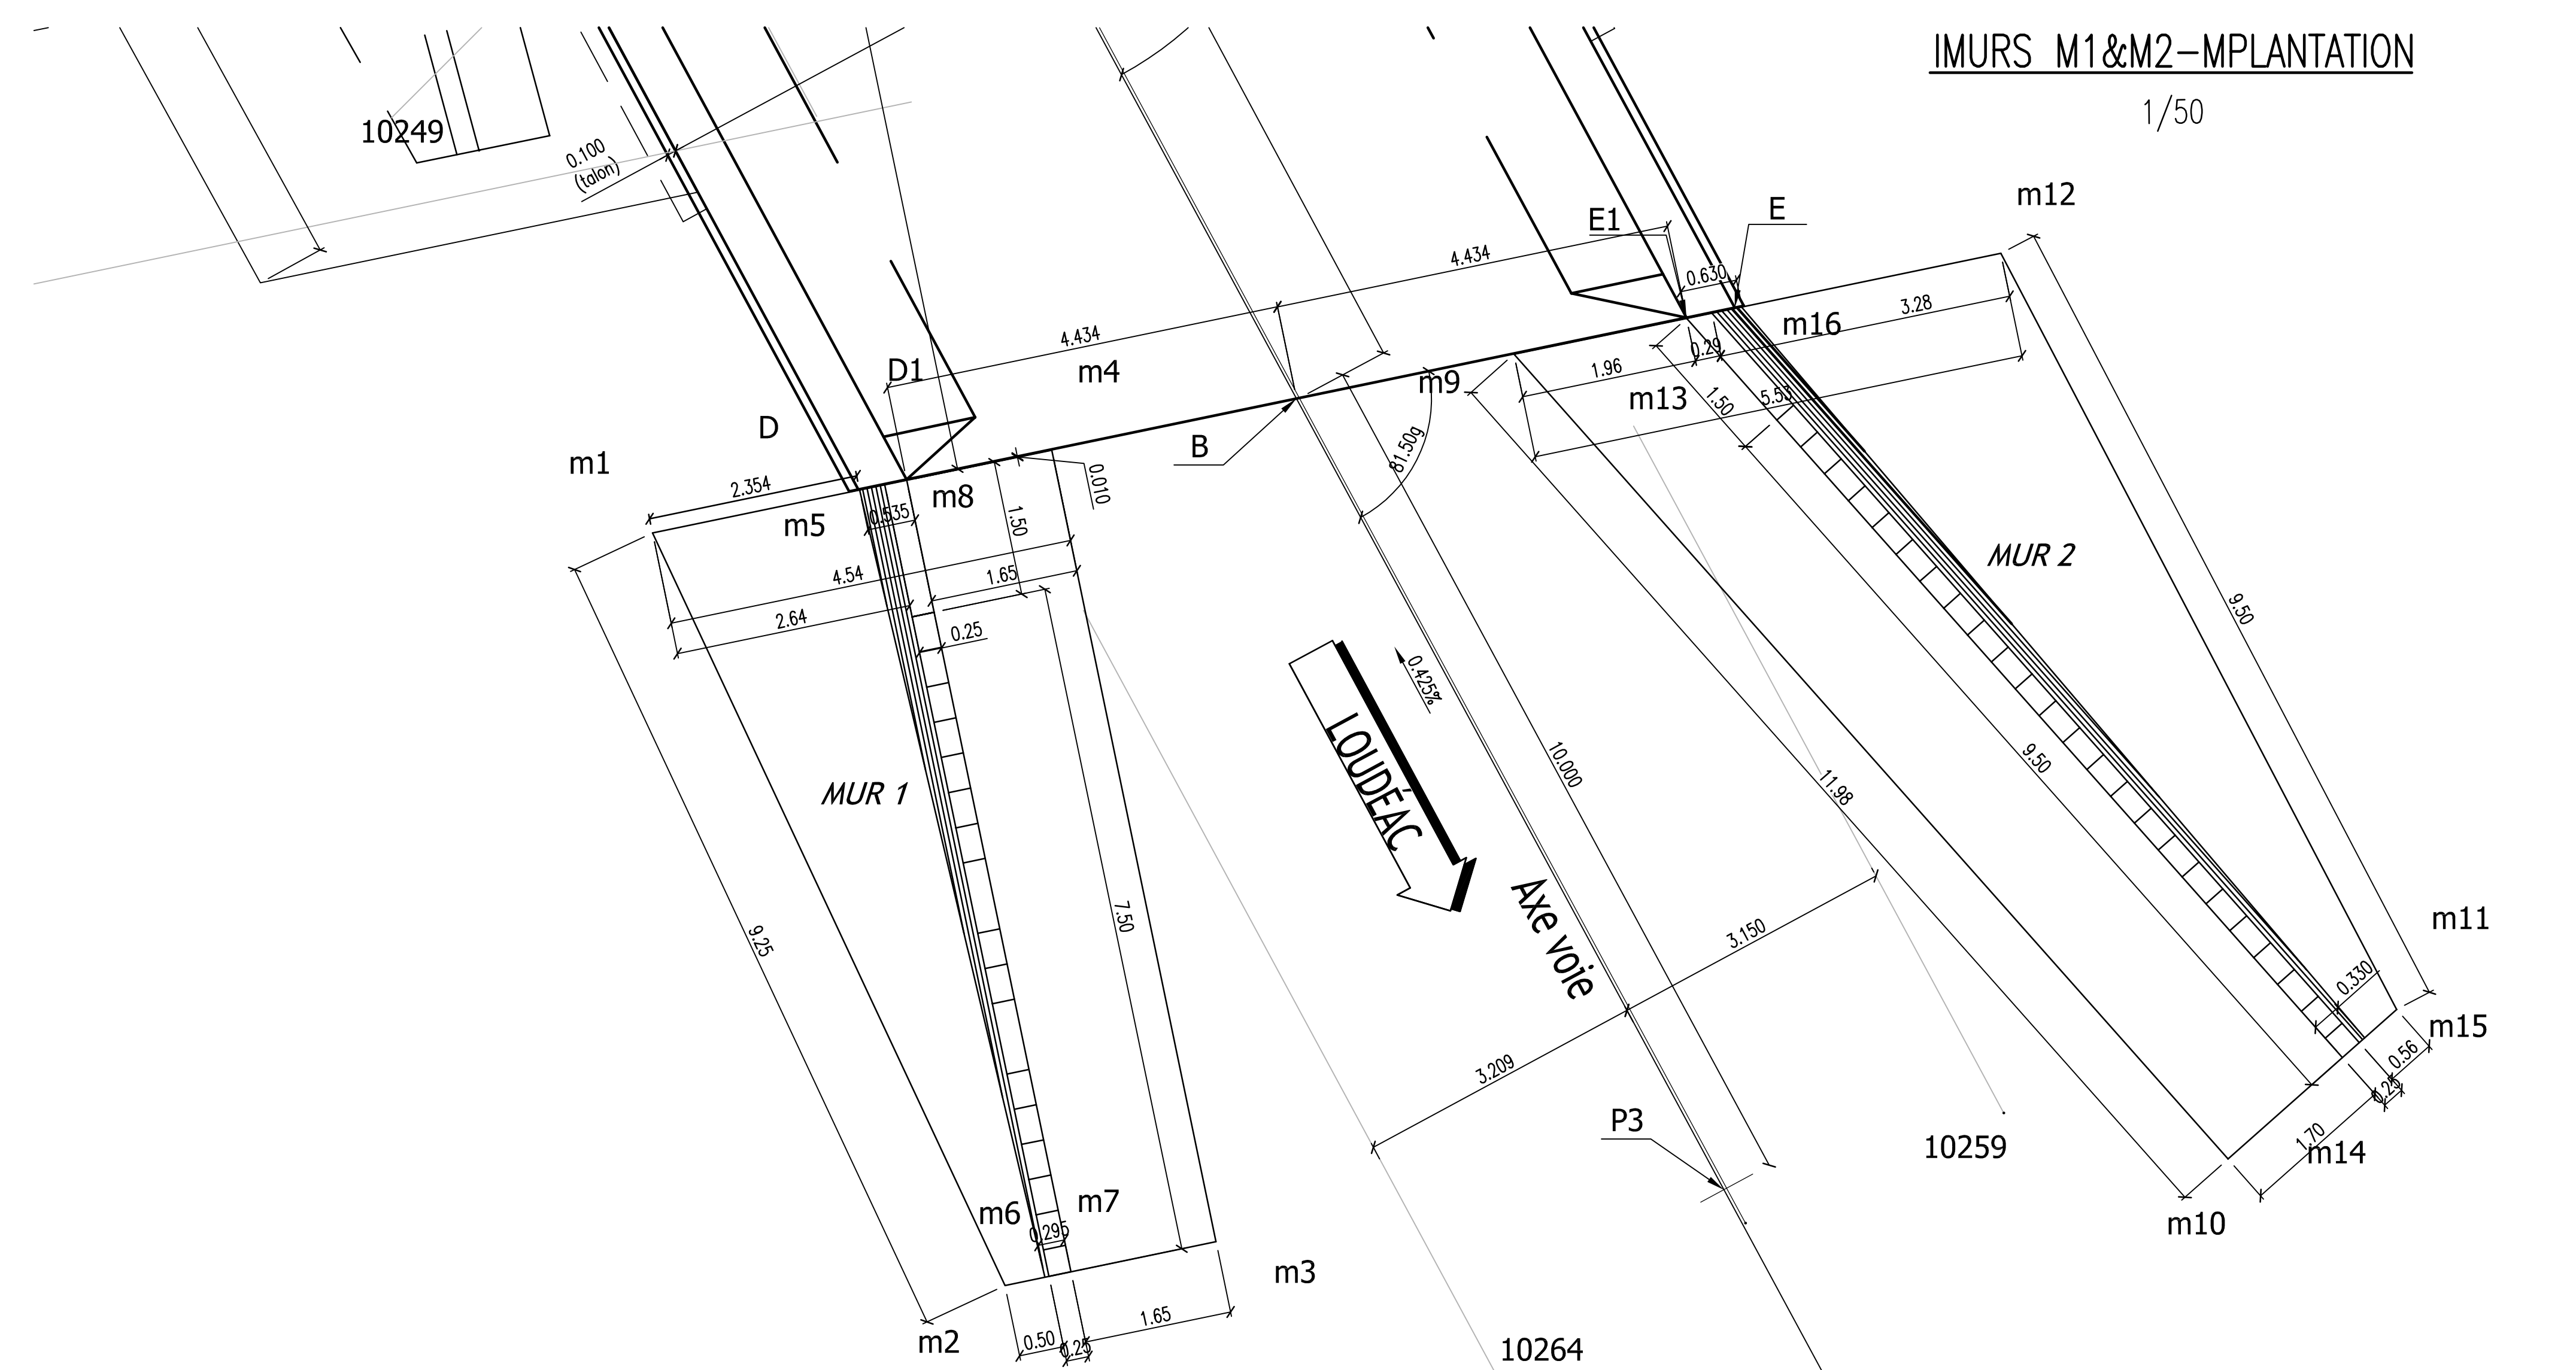 IMURS M1&M2-MPLANTATION
1/50
10249
0.100
(talon)
m12
E
E1
4.434
0.630
3.28
m16
4.434
D1
m4
0.29
1.96
m9
m13
5.53
1.50
D
B
81.50g
m1
2.354
m8
0.010
m5
0.535
1.50
MUR 2
4.54
1.65
2.64
0.25
9.50
0.425%
LOUDÉAC
10.000
9.50
11.98
MUR 1
7.50
9.25
Axe voie
3.150
m11
0.330
m15
0.56
0.25
3.209
P3
10259
1.70
m14
m10
m6
m7
0.295
m3
1.65
m2
0.50
0.25
10264